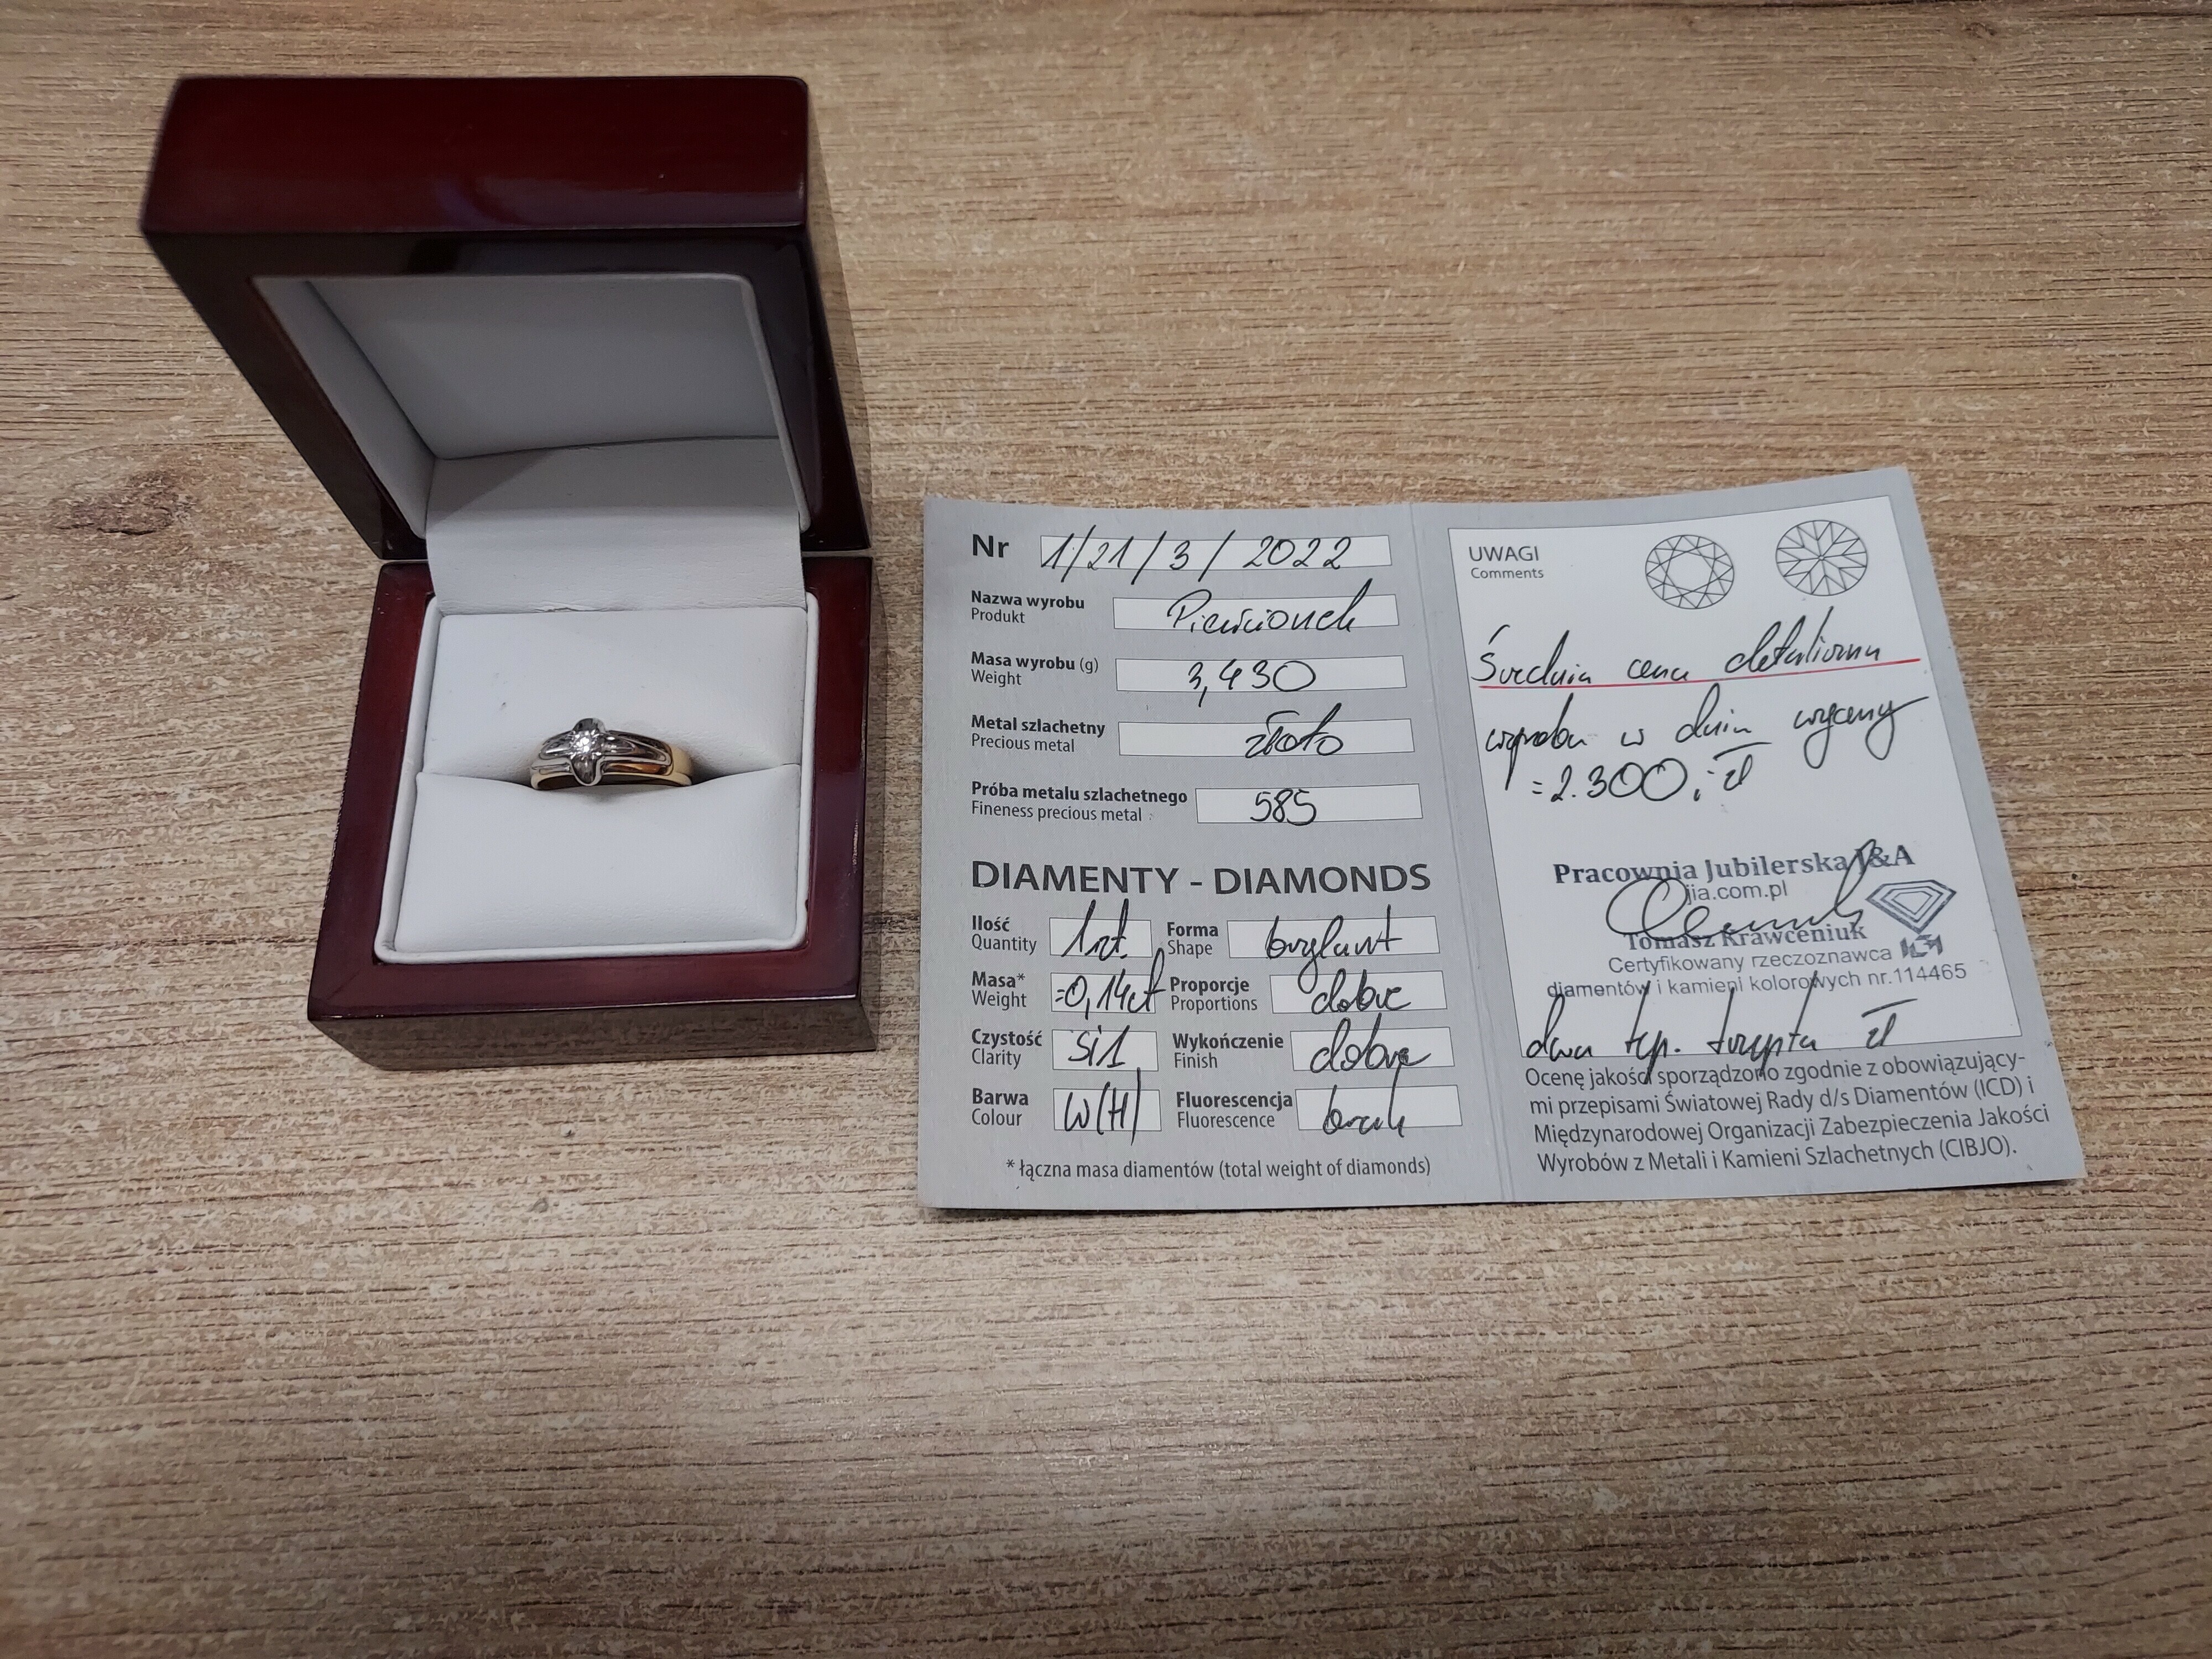 Nr 1/21/3/2022
Nazwa wyrobu Pierścionek
Produkt
Masa wyrobu (g) 3,430
Weight
Metal szlachetny złoto
Precious metal
Próba metalu szlachetnego 585
Fineness precious metal
DIAMENTY - DIAMONDS
Ilość 1szt. Forma brylant
Quantity Shape
Masa* =0,14ct Proporcje dobre
Weight Proportions
Czystość Si1 Wykończenie dobre
Clarity Finish
Barwa W(H) Fluorescencja brak
Colour Fluorescence
* łączna masa diamentów (total weight of diamonds)
UWAGI
Comments
Średnia cena detaliczna
wyrobu w dniu wyceny
=2.300,- zł
Pracownia Jubilerska J&A
jia.com.pl
Tomasz Krawceniuk
Certyfikowany rzeczoznawca
diamentów i kamieni kolorowych nr.114465
dwa tys. trzysta zł
Ocenę jakości sporządzono zgodnie z obowiązujący-
mi przepisami Światowej Rady d/s Diamentów (ICD) i
Międzynarodowej Organizacji Zabezpieczenia Jakości
Wyrobów z Metali i Kamieni Szlachetnych (CIBJO).